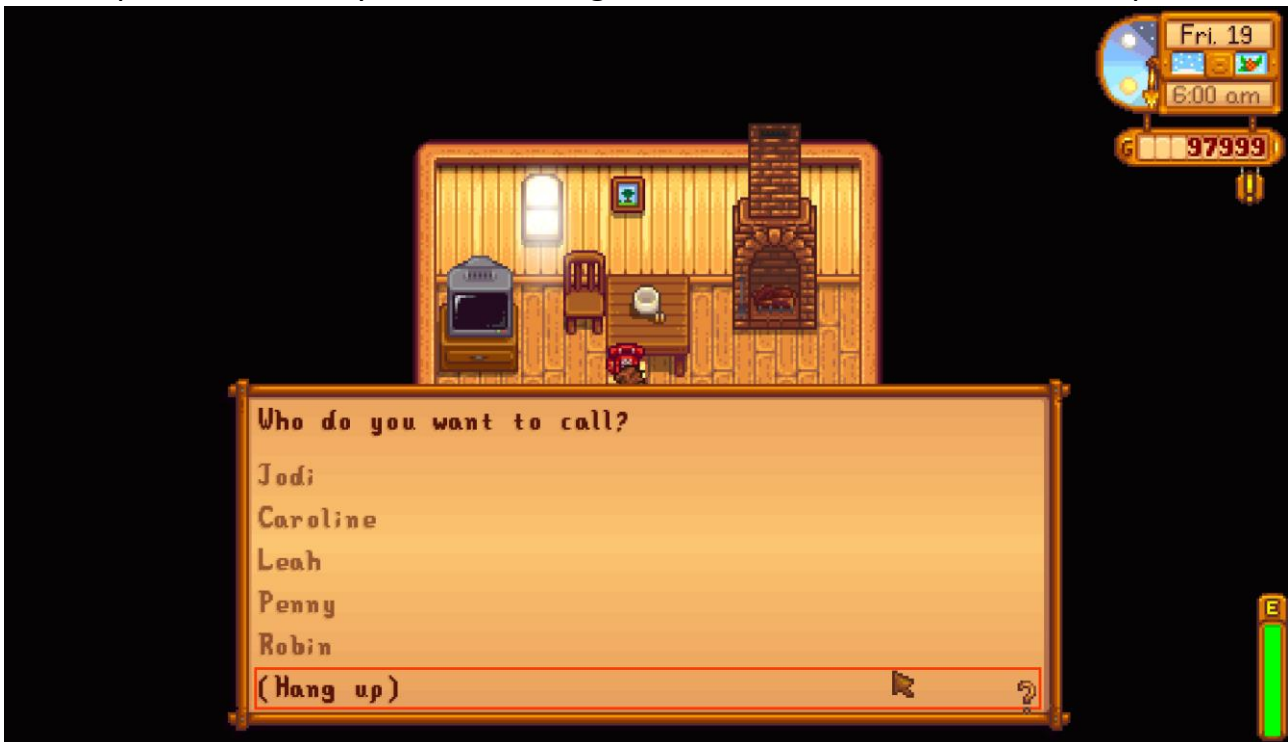 Fri. 19
6:00 am
G 97999
Who do you want to call?
Jodi
Caroline
Leah
Penny
Robin
(Hang up)
?
E